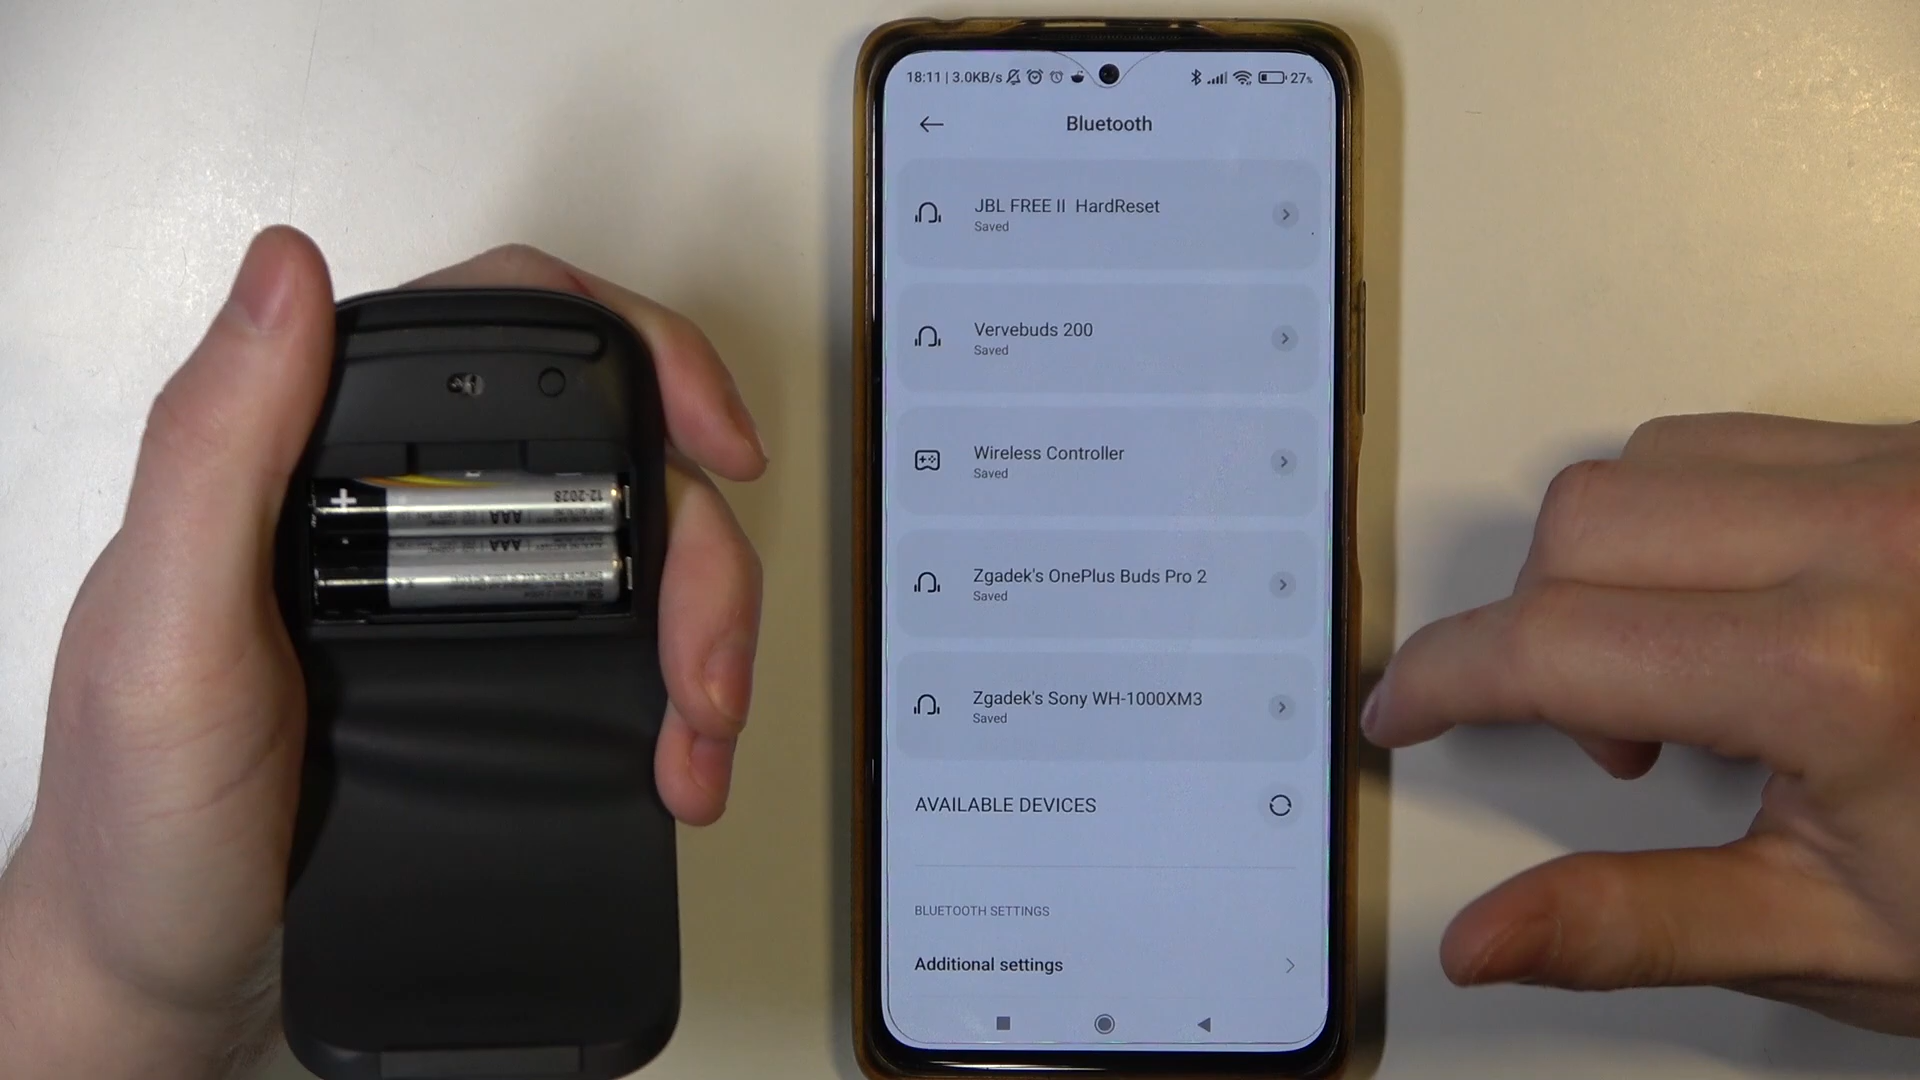 18:11 | 3.0KB/s
27%
Bluetooth
JBL FREE II HardReset
Saved
Vervebuds 200
Saved
Wireless Controller
Saved
Zgadek's OnePlus Buds Pro 2
Saved
Zgadek's Sony WH-1000XM3
Saved
AVAILABLE DEVICES
BLUETOOTH SETTINGS
Additional settings
+
12-2028
AAA
AAA